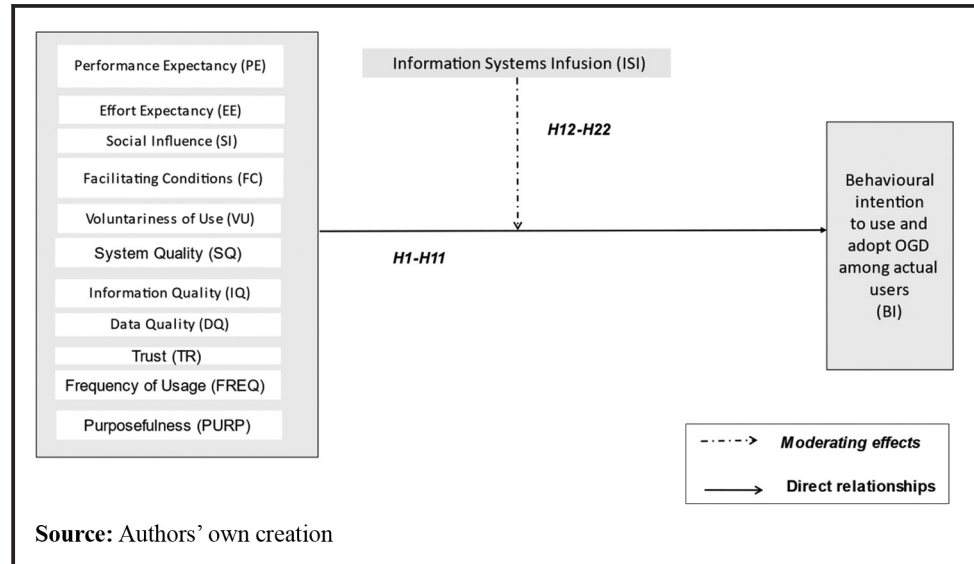 Performance Expectancy (PE)
Effort Expectancy (EE)
Social Influence (SI)
Facilitating Conditions (FC)
Voluntariness of Use (VU)
System Quality (SQ)
Information Quality (IQ)
Data Quality (DQ)
Trust (TR)
Frequency of Usage (FREQ)
Purposefulness (PURP)
Information Systems Infusion (ISI)
H12-H22
H1-H11
Behavioural
intention
to use and
adopt OGD
among actual
users
(BI)
Moderating effects
Direct relationships
Source: Authors’ own creation